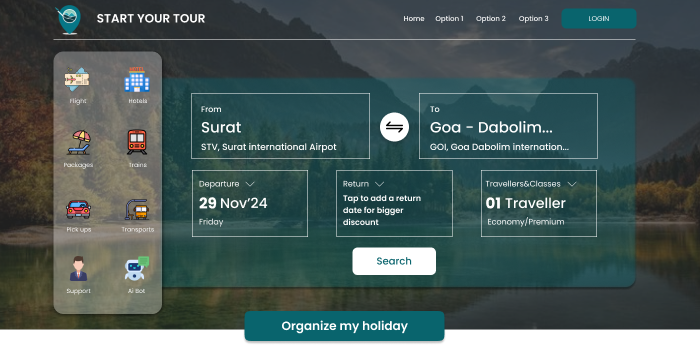 START YOUR TOUR
Home Option 1 Option 2 Option 3 LOGIN
HOTEL
Flight Hotels
Packages Trains
Pick ups Transports
Support Ai Bot
From
Surat
STV, Surat international Airpot
To
Goa - Dabolim...
GOI, Goa Dabolim internation...
Departure
29 Nov'24
Friday
Return
Tap to add a return
date for bigger
discount
Travellers&Classes
01 Traveller
Economy/Premium
Search
Organize my holiday